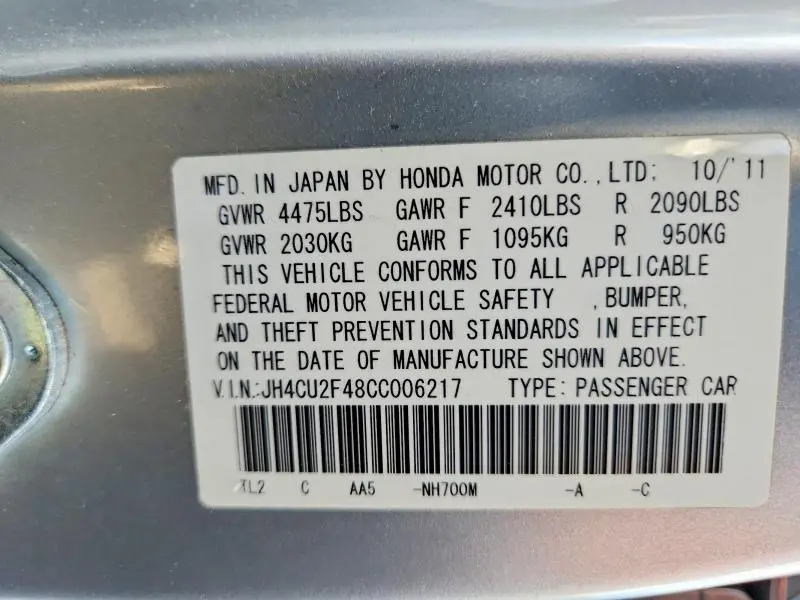 MFD. IN JAPAN BY HONDA MOTOR CO., LTD: 10/'11
GVWR 4475LBS GAWR F 2410LBS R 2090LBS
GVWR 2030KG GAWR F 1095KG R 950KG
THIS VEHICLE CONFORMS TO ALL APPLICABLE
FEDERAL MOTOR VEHICLE SAFETY , BUMPER,
AND THEFT PREVENTION STANDARDS IN EFFECT
ON THE DATE OF MANUFACTURE SHOWN ABOVE.
V.I.N.:JH4CU2F48CC006217 TYPE: PASSENGER CAR
TL2 C AA5 -NH700M -A -C